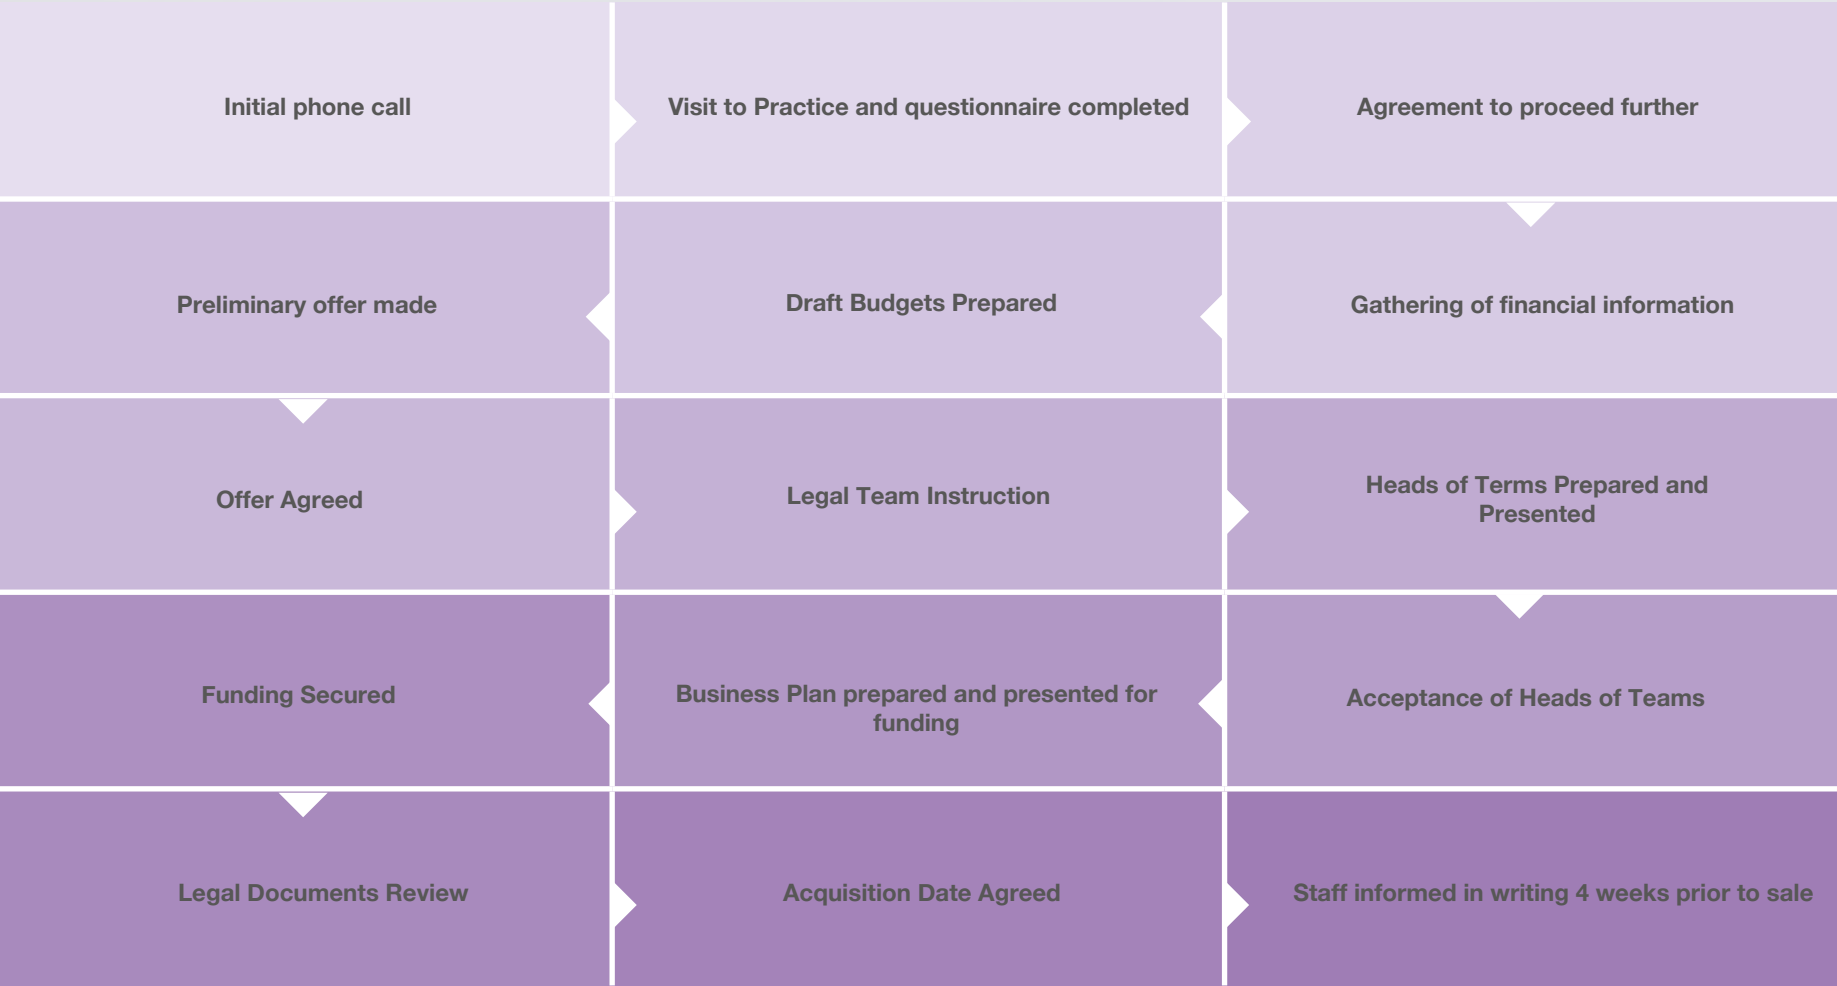 Initial phone call
Visit to Practice and questionnaire completed
Agreement to proceed further
Gathering of financial information
Draft Budgets Prepared
Preliminary offer made
Offer Agreed
Legal Team Instruction
Heads of Terms Prepared and
Presented
Acceptance of Heads of Teams
Business Plan prepared and presented for
funding
Funding Secured
Legal Documents Review
Acquisition Date Agreed
Staff informed in writing 4 weeks prior to sale